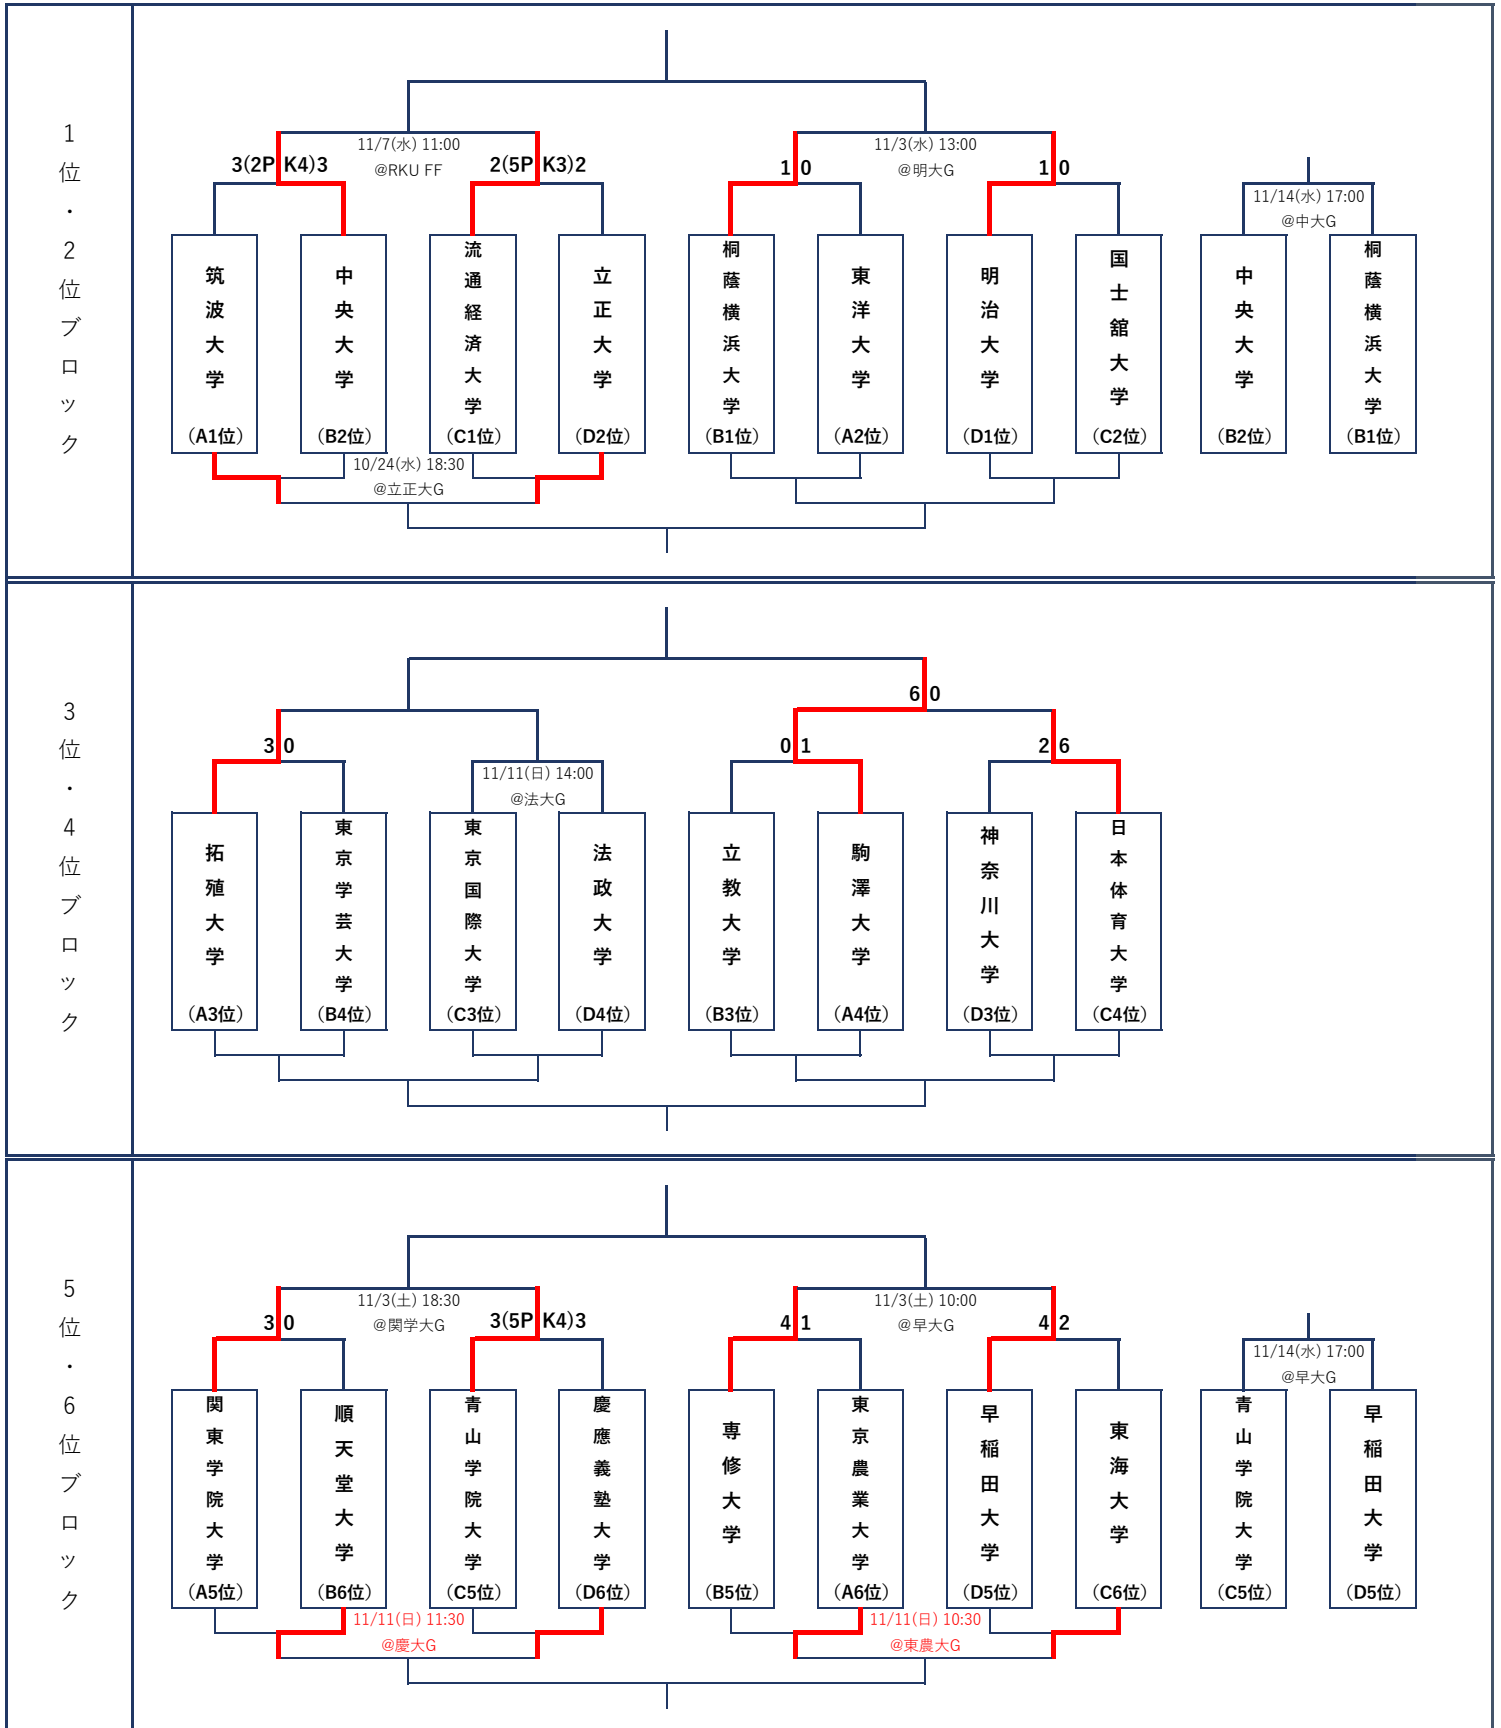 1位・2位ブロック
11/7(水) 11:00
@RKU FF
11/3(水) 13:00
@明大G
3(2PK4)3
2(5PK3)2
1 0
1 0
11/14(水) 17:00
@中大G
筑波大学
(A1位)
中央大学
(B2位)
流通経済大学
(C1位)
立正大学
(D2位)
桐蔭横浜大学
(B1位)
東洋大学
(A2位)
明治大学
(D1位)
国士舘大学
(C2位)
中央大学
(B2位)
桐蔭横浜大学
(B1位)
10/24(水) 18:30
@立正大G
3位・4位ブロック
6 0
3 0
0 1
2 6
11/11(日) 14:00
@法大G
拓殖大学
(A3位)
東京学芸大学
(B4位)
東京国際大学
(C3位)
法政大学
(D4位)
立教大学
(B3位)
駒澤大学
(A4位)
神奈川大学
(D3位)
日本体育大学
(C4位)
5位・6位ブロック
11/3(土) 18:30
@関学大G
11/3(土) 10:00
@早大G
3 0
3(5PK4)3
4 1
4 2
11/14(水) 17:00
@早大G
関東学院大学
(A5位)
順天堂大学
(B6位)
青山学院大学
(C5位)
慶應義塾大学
(D6位)
専修大学
(B5位)
東京農業大学
(A6位)
早稲田大学
(D5位)
東海大学
(C6位)
青山学院大学
(C5位)
早稲田大学
(D5位)
11/11(日) 11:30
@慶大G
11/11(日) 10:30
@東農大G